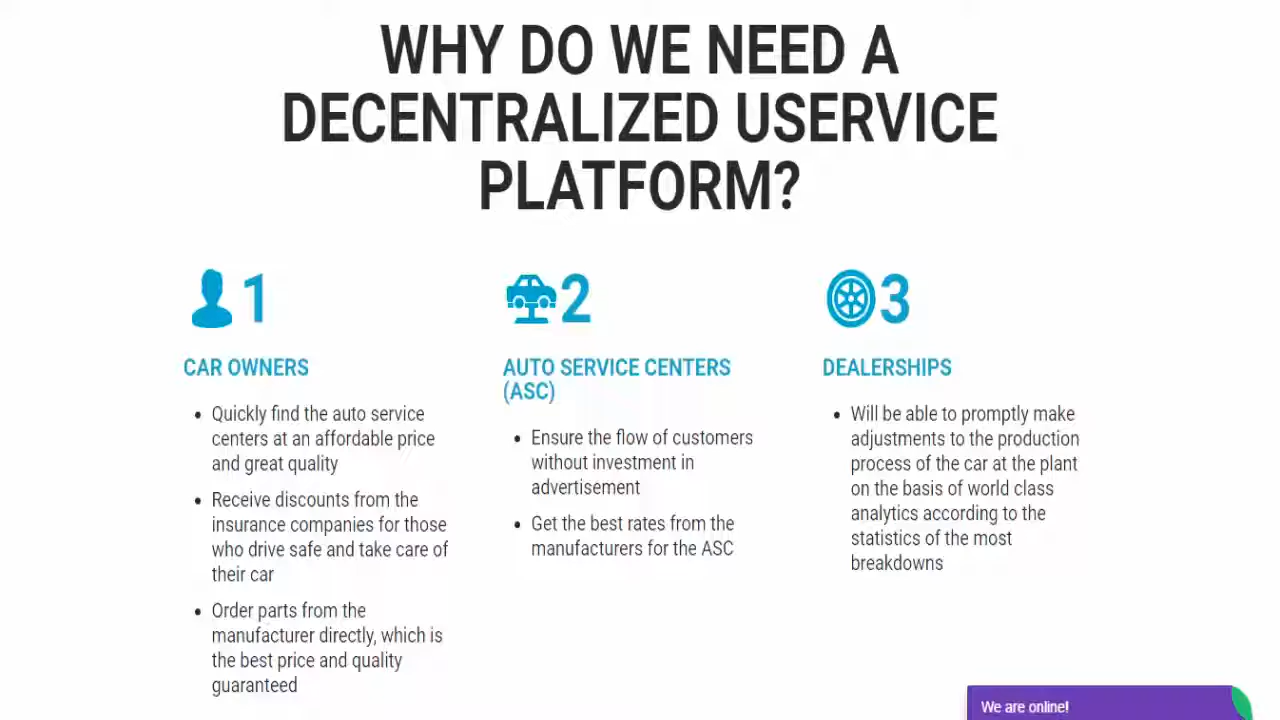 WHY DO WE NEED A
DECENTRALIZED USERVICE
PLATFORM?
1
CAR OWNERS
• Quickly find the auto service
centers at an affordable price
and great quality
• Receive discounts from the
insurance companies for those
who drive safe and take care of
their car
• Order parts from the
manufacturer directly, which is
the best price and quality
guaranteed
2
AUTO SERVICE CENTERS
(ASC)
• Ensure the flow of customers
without investment in
advertisement
• Get the best rates from the
manufacturers for the ASC
3
DEALERSHIPS
• Will be able to promptly make
adjustments to the production
process of the car at the plant
on the basis of world class
analytics according to the
statistics of the most
breakdowns
We are online!